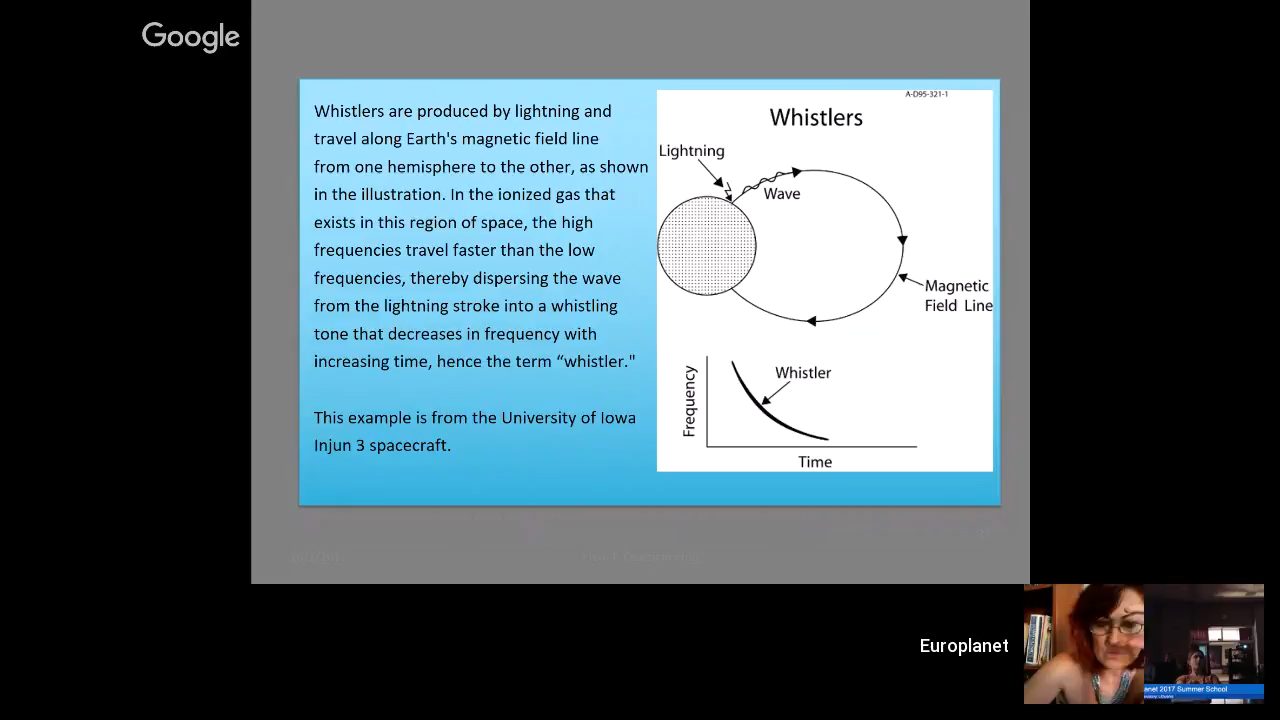 Google
Whistlers are produced by lightning and
travel along Earth's magnetic field line
from one hemisphere to the other, as shown
in the illustration. In the ionized gas that
exists in this region of space, the high
frequencies travel faster than the low
frequencies, thereby dispersing the wave
from the lightning stroke into a whistling
tone that decreases in frequency with
increasing time, hence the term “whistler."
This example is from the University of Iowa
Injun 3 spacecraft.
A-D95-321-1
Whistlers
Lightning
Wave
Magnetic
Field Line
Whistler
Frequency
Time
Europlanet
anet 2017 Summer School